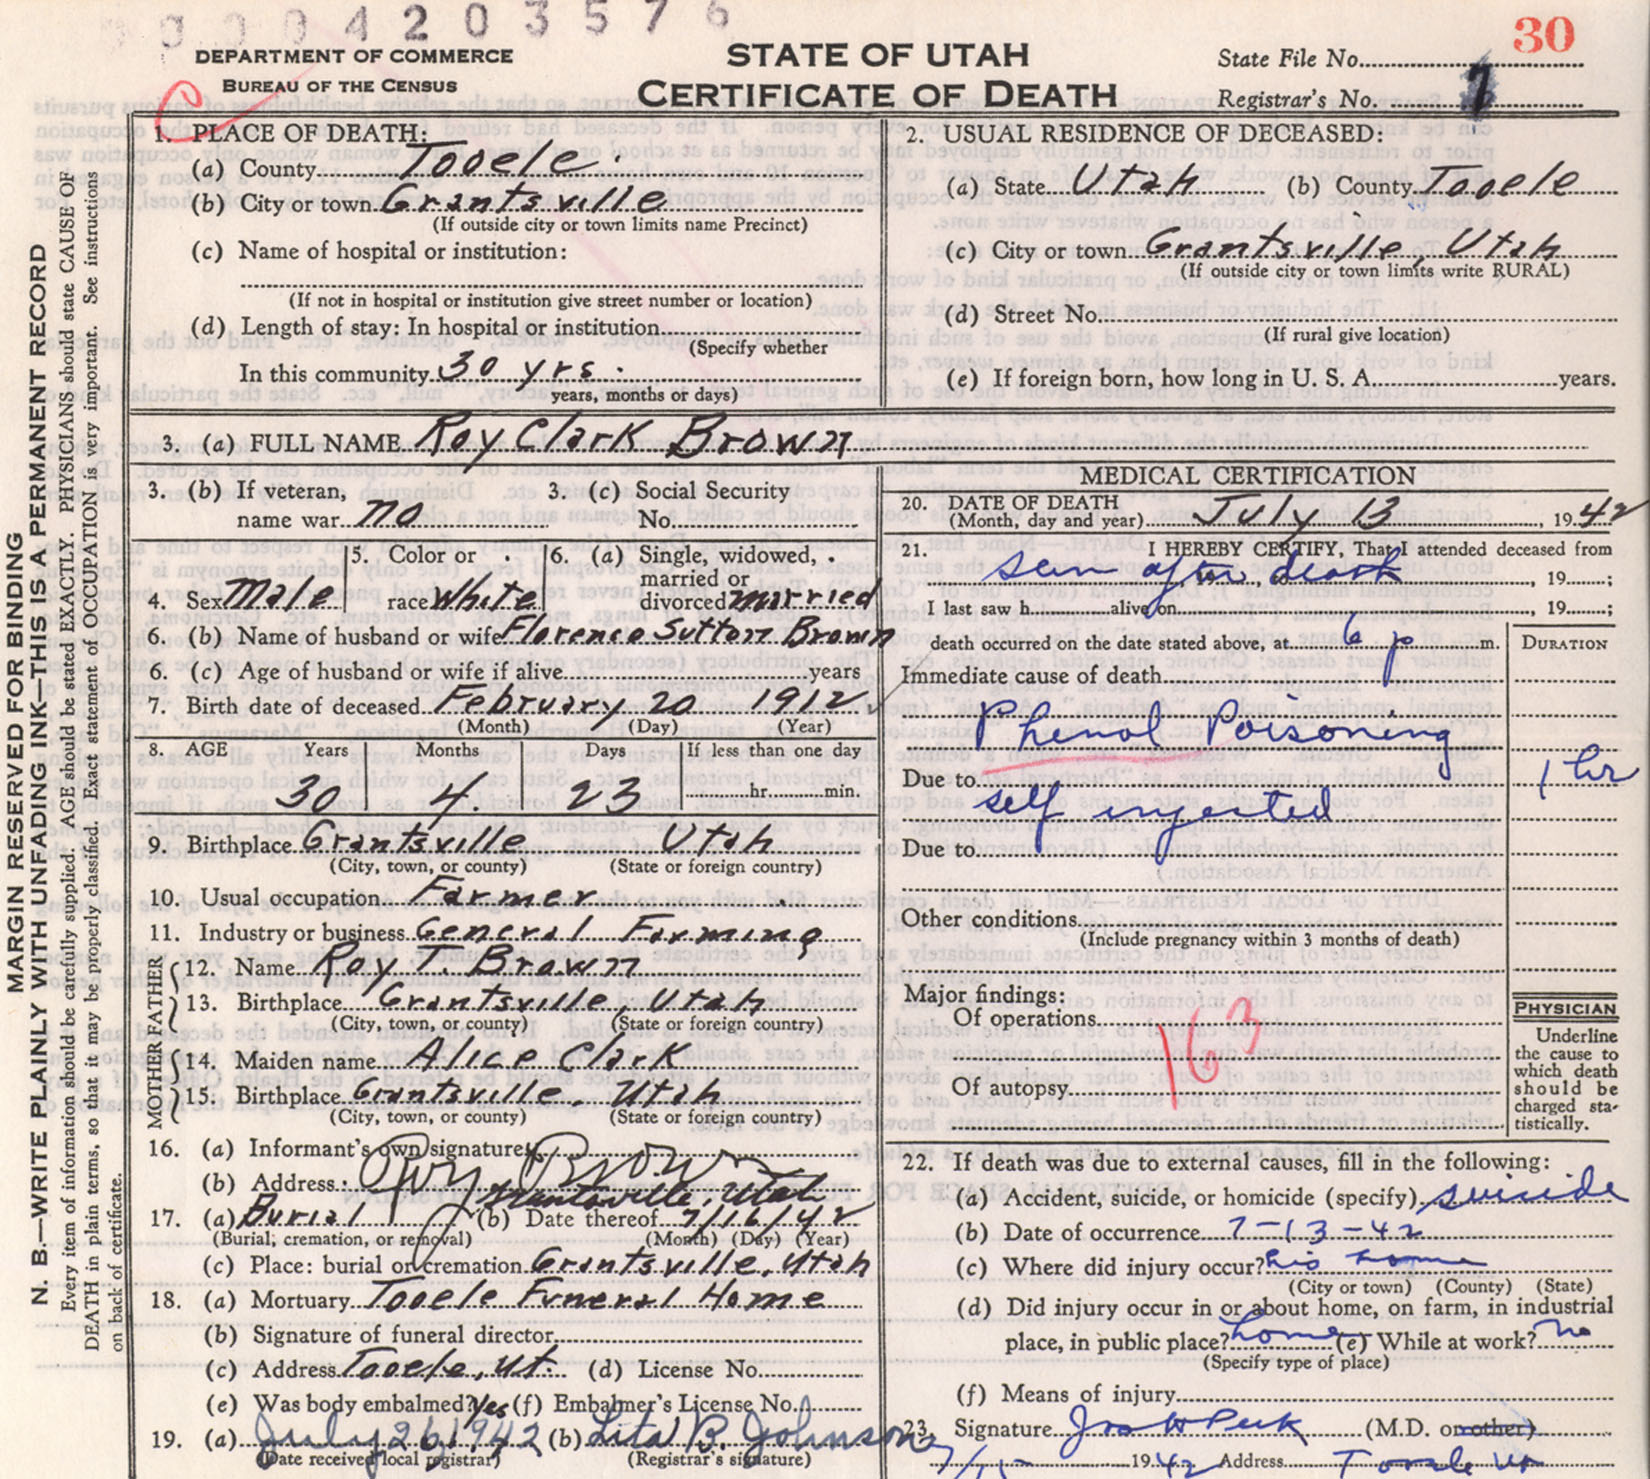 0004203576
30
DEPARTMENT OF COMMERCE
BUREAU OF THE CENSUS
STATE OF UTAH
CERTIFICATE OF DEATH
State File No.
Registrar's No. 7
MARGIN RESERVED FOR BINDING
N. B.—WRITE PLAINLY WITH UNFADING INK—THIS IS A PERMANENT RECORD
Every item of information should be carefully supplied. AGE should be stated EXACTLY. PHYSICIANS should state CAUSE OF
DEATH in plain terms, so that it may be properly classified. Exact statement of OCCUPATION is very important. See instructions
on back of certificate.
1. PLACE OF DEATH:
(a) County Tooele
(b) City or town Grantsville
(If outside city or town limits name Precinct)
(c) Name of hospital or institution:
(If not in hospital or institution give street number or location)
(d) Length of stay: In hospital or institution
(Specify whether
In this community 30 yrs.
years, months or days)
2. USUAL RESIDENCE OF DECEASED:
(a) State Utah (b) County Tooele
(c) City or town Grantsville, Utah
(If outside city or town limits write RURAL)
(d) Street No.
(If rural give location)
(e) If foreign born, how long in U. S. A. years.
3. (a) FULL NAME Roy Clark Brown
3. (b) If veteran, name war no
3. (c) Social Security No.
4. Sex Male
5. Color or race White
6. (a) Single, widowed, married or divorced married
6. (b) Name of husband or wife Florence Sutton Brown
6. (c) Age of husband or wife if alive years
7. Birth date of deceased February 20 1912
(Month) (Day) (Year)
8. AGE Years Months Days If less than one day
30 4 23 hr. min.
9. Birthplace Grantsville Utah
(City, town, or county) (State or foreign country)
10. Usual occupation Farmer
11. Industry or business General Farming
FATHER
12. Name Roy T. Brown
13. Birthplace Grantsville, Utah
(City, town, or county) (State or foreign country)
MOTHER
14. Maiden name Alice Clark
15. Birthplace Grantsville, Utah
(City, town, or county) (State or foreign country)
16. (a) Informant's own signature Roy Brown
(b) Address: Grantsville, Utah
17. (a) Burial (b) Date thereof 7/16/42
(Burial, cremation, or removal) (Month) (Day) (Year)
(c) Place: burial or cremation Grantsville, Utah
18. (a) Mortuary Tooele Funeral Home
(b) Signature of funeral director
(c) Address Tooele, Ut. (d) License No.
(e) Was body embalmed? Yes (f) Embalmer's License No.
19. (a) July 26, 1942 (b) Lita B. Johnson
(Date received local registrar) (Registrar's signature)
MEDICAL CERTIFICATION
20. DATE OF DEATH
(Month, day and year) July 13, 1942
21. I HEREBY CERTIFY, That I attended deceased from
seen after death, 19 ;
I last saw h alive on , 19 ;
death occurred on the date stated above, at 6 p m.
DURATION
Immediate cause of death
Phenol Poisoning
Due to 1 hr
self injected
Due to
Other conditions
(Include pregnancy within 3 months of death)
Major findings:
Of operations
163
Of autopsy
PHYSICIAN
Underline
the cause to
which death
should be
charged sta-
tistically.
22. If death was due to external causes, fill in the following:
(a) Accident, suicide, or homicide (specify) suicide
(b) Date of occurrence 7-13-42
(c) Where did injury occur? his home
(City or town) (County) (State)
(d) Did injury occur in or about home, on farm, in industrial
place, in public place? home (e) While at work? no
(Specify type of place)
(f) Means of injury
23. Signature Jos H Peck (M.D. or other)
7/15 1942 Address Tooele Ut